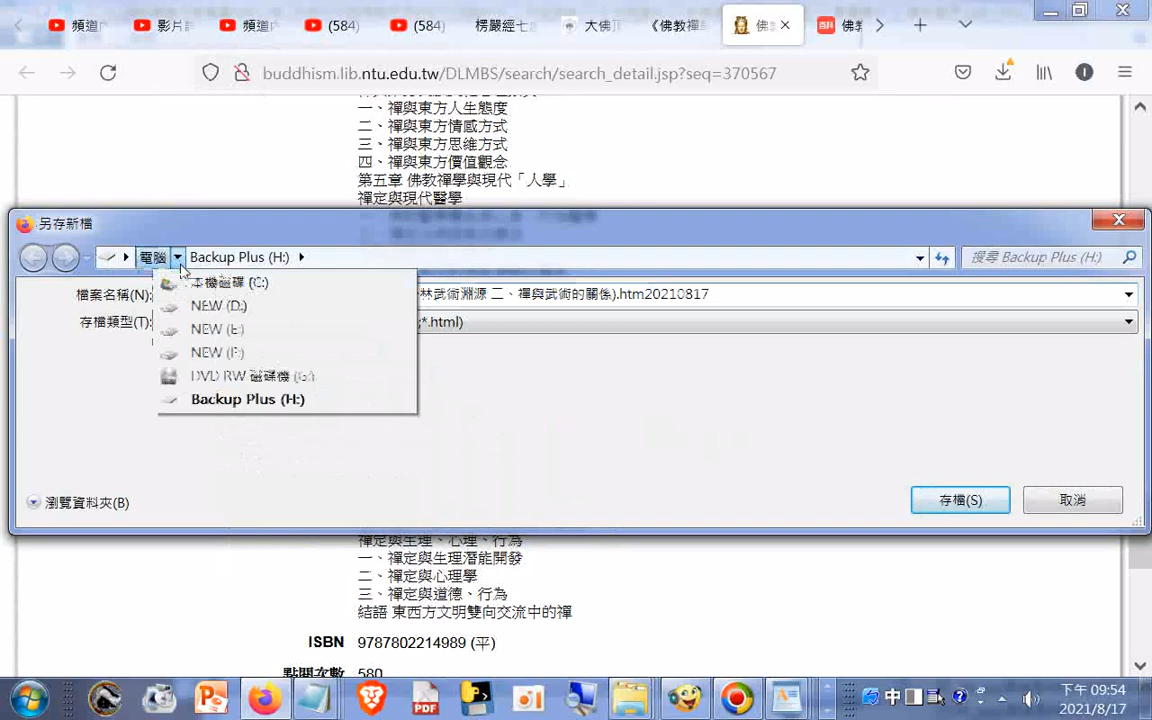 頻道
影片
頻道
(584)
(584)
楞嚴經七
大佛丁
《佛教禪
佛
佛教
buddhism.lib.ntu.edu.tw/DLMBS/search/search_detail.jsp?seq=370567
一、禪與東方人生態度
二、禪與東方情感方式
三、禪與東方思維方式
四、禪與東方價值觀念
第五章 佛教禪學與現代「人學」
禪定與現代醫學
另存新檔
電腦
Backup Plus (H:)
搜尋 Backup Plus (H:)
檔案名稱(N):
林武術淵源 二、禪與武術的關係).htm20210817
存檔類型(T):
;*.html)
本機磁碟 (C:)
NEW (D:)
NEW (E:)
NEW (F:)
DVD RW 磁碟機 (G:)
Backup Plus (H:)
瀏覽資料夾(B)
存檔(S)
取消
禪定與生理、心理、行為
一、禪定與生理潛能開發
二、禪定與心理學
三、禪定與道德、行為
結語 東西方文明雙向交流中的禪
ISBN 9787802214989 (平)
點閱次數 580
中
下午 09:54
2021/8/17